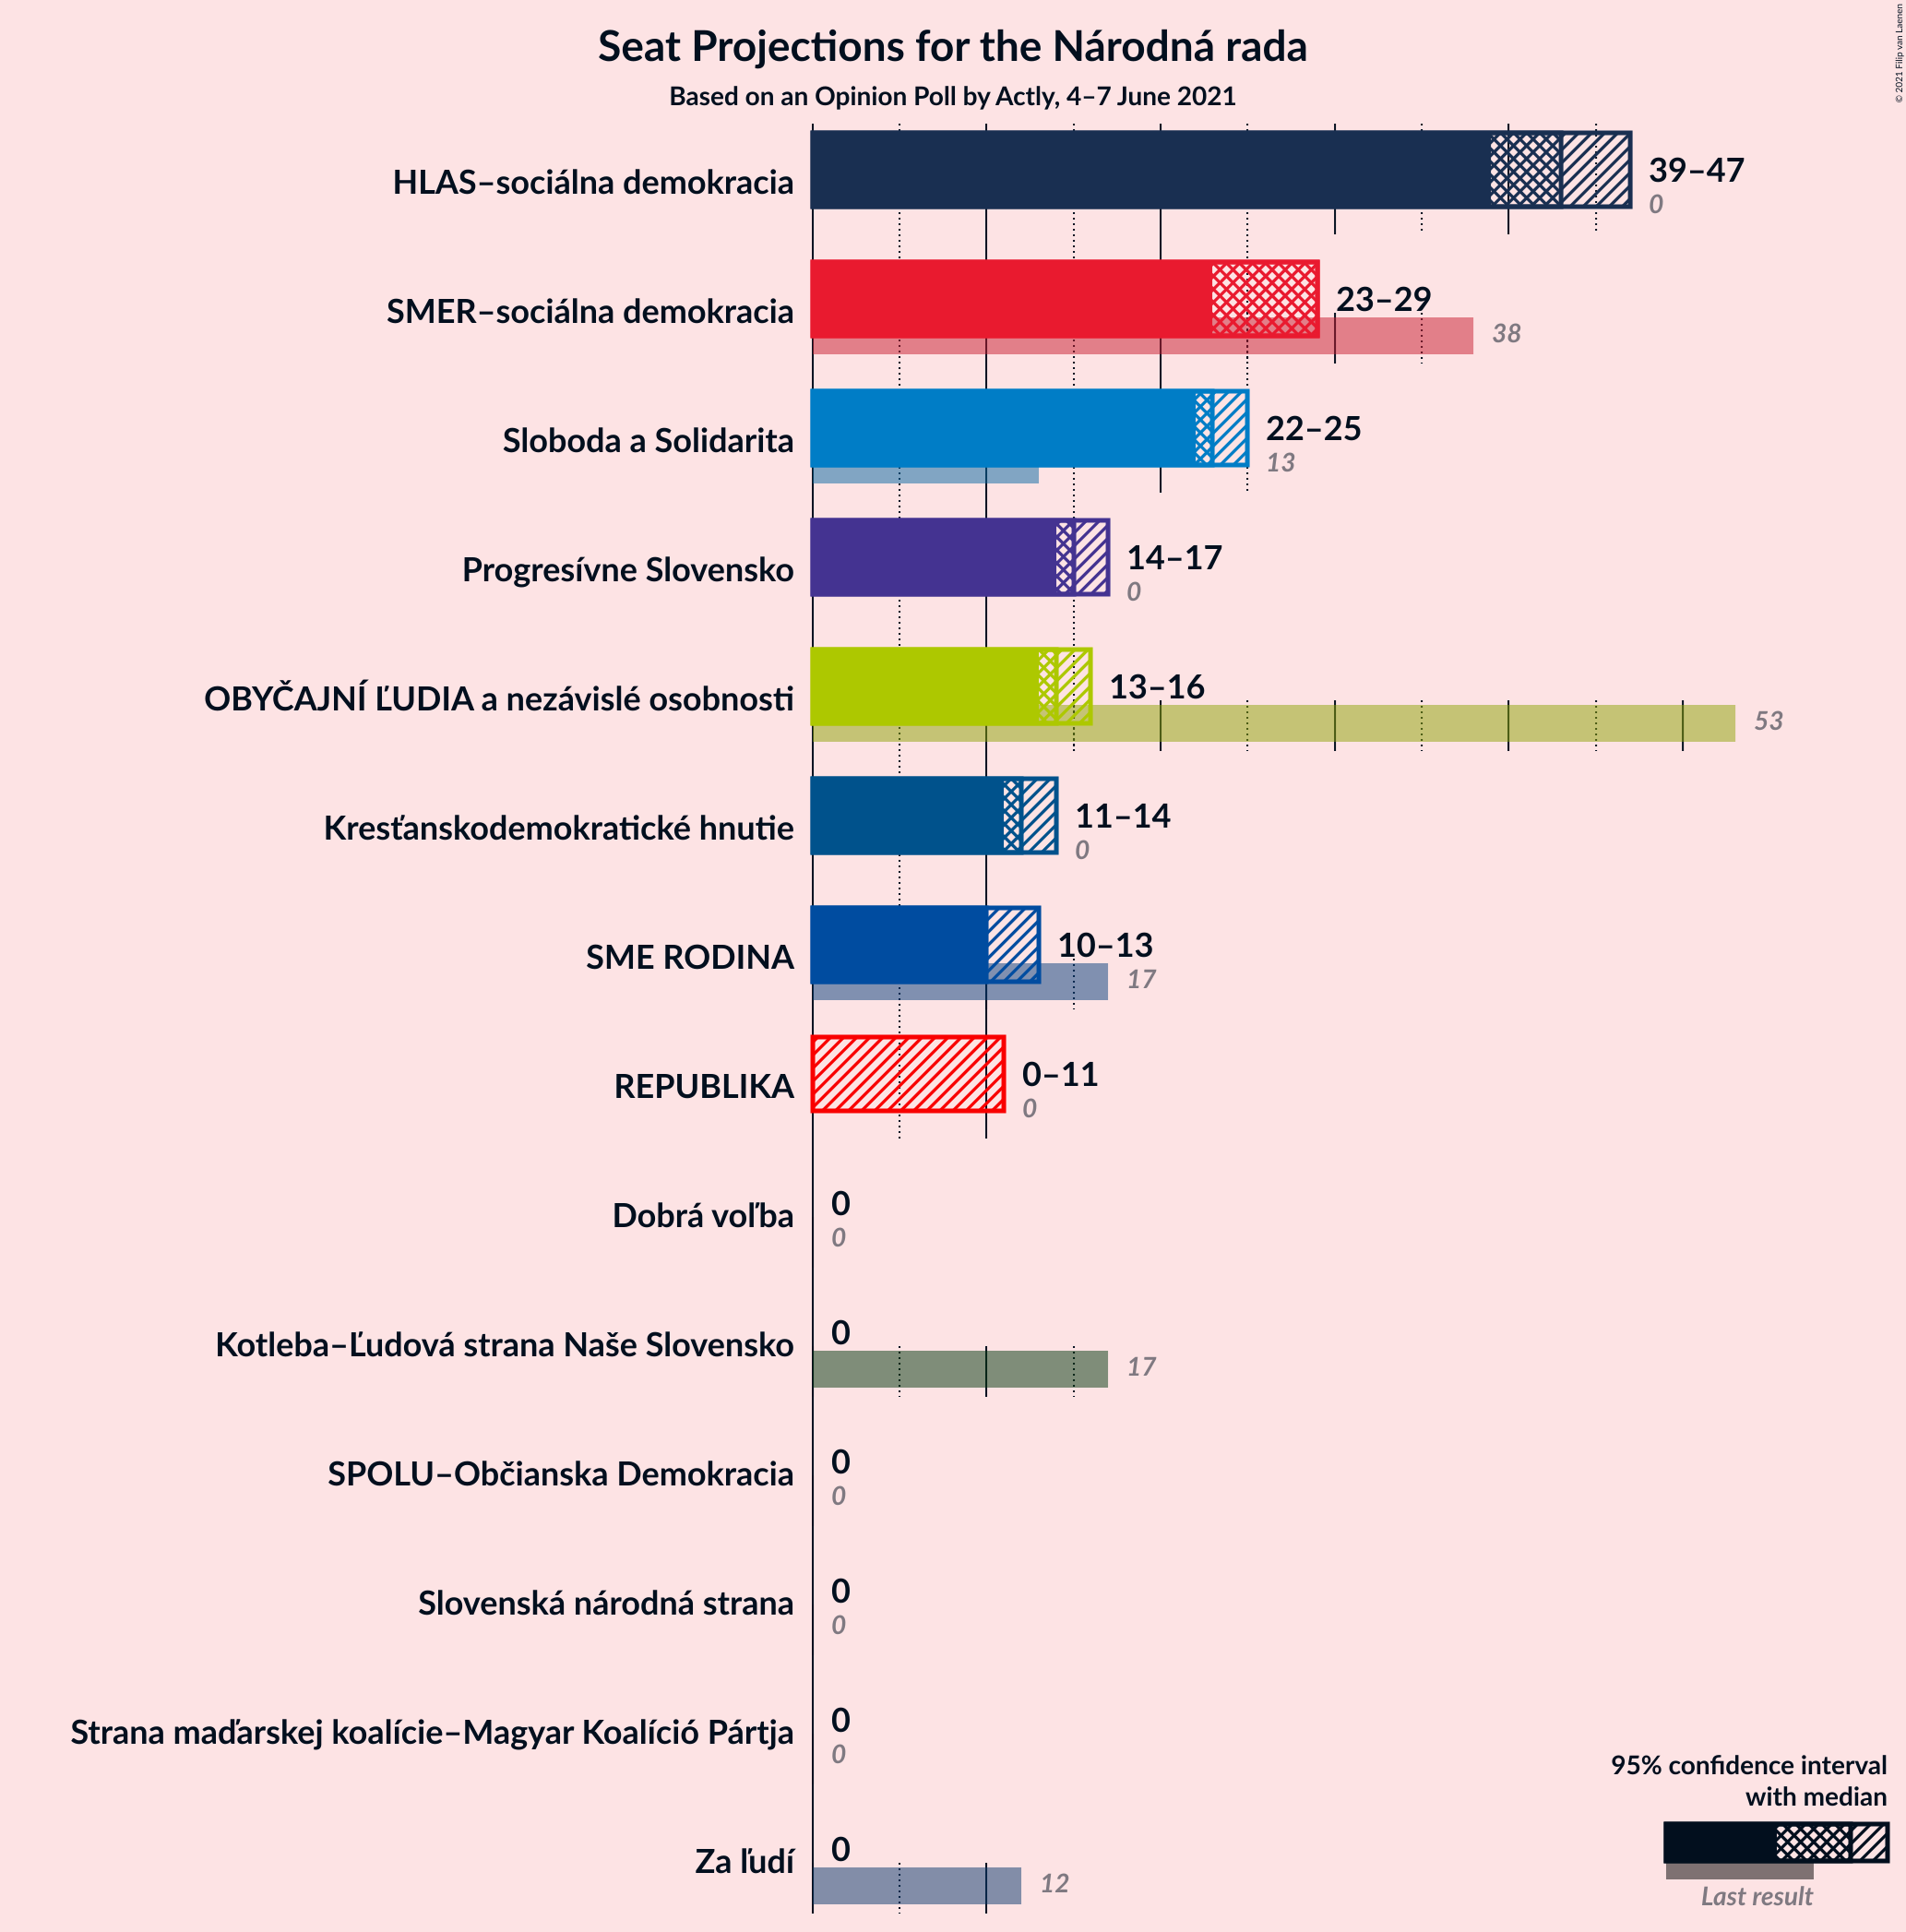 Seat Projections for the Národná rada
Based on an Opinion Poll by Actly, 4–7 June 2021
© 2021 Filip van Laenen
HLAS–sociálna demokracia
39–47
0
SMER–sociálna demokracia
23–29
38
Sloboda a Solidarita
22–25
13
Progresívne Slovensko
14–17
0
OBYČAJNÍ ĽUDIA a nezávislé osobnosti
13–16
53
Kresťanskodemokratické hnutie
11–14
0
SME RODINA
10–13
17
REPUBLIKA
0–11
0
Dobrá voľba
0
0
Kotleba–Ľudová strana Naše Slovensko
0
17
SPOLU–Občianska Demokracia
0
0
Slovenská národná strana
0
0
Strana maďarskej koalície–Magyar Koalíció Pártja
0
0
Za ľudí
0
12
95% confidence interval
with median
Last result